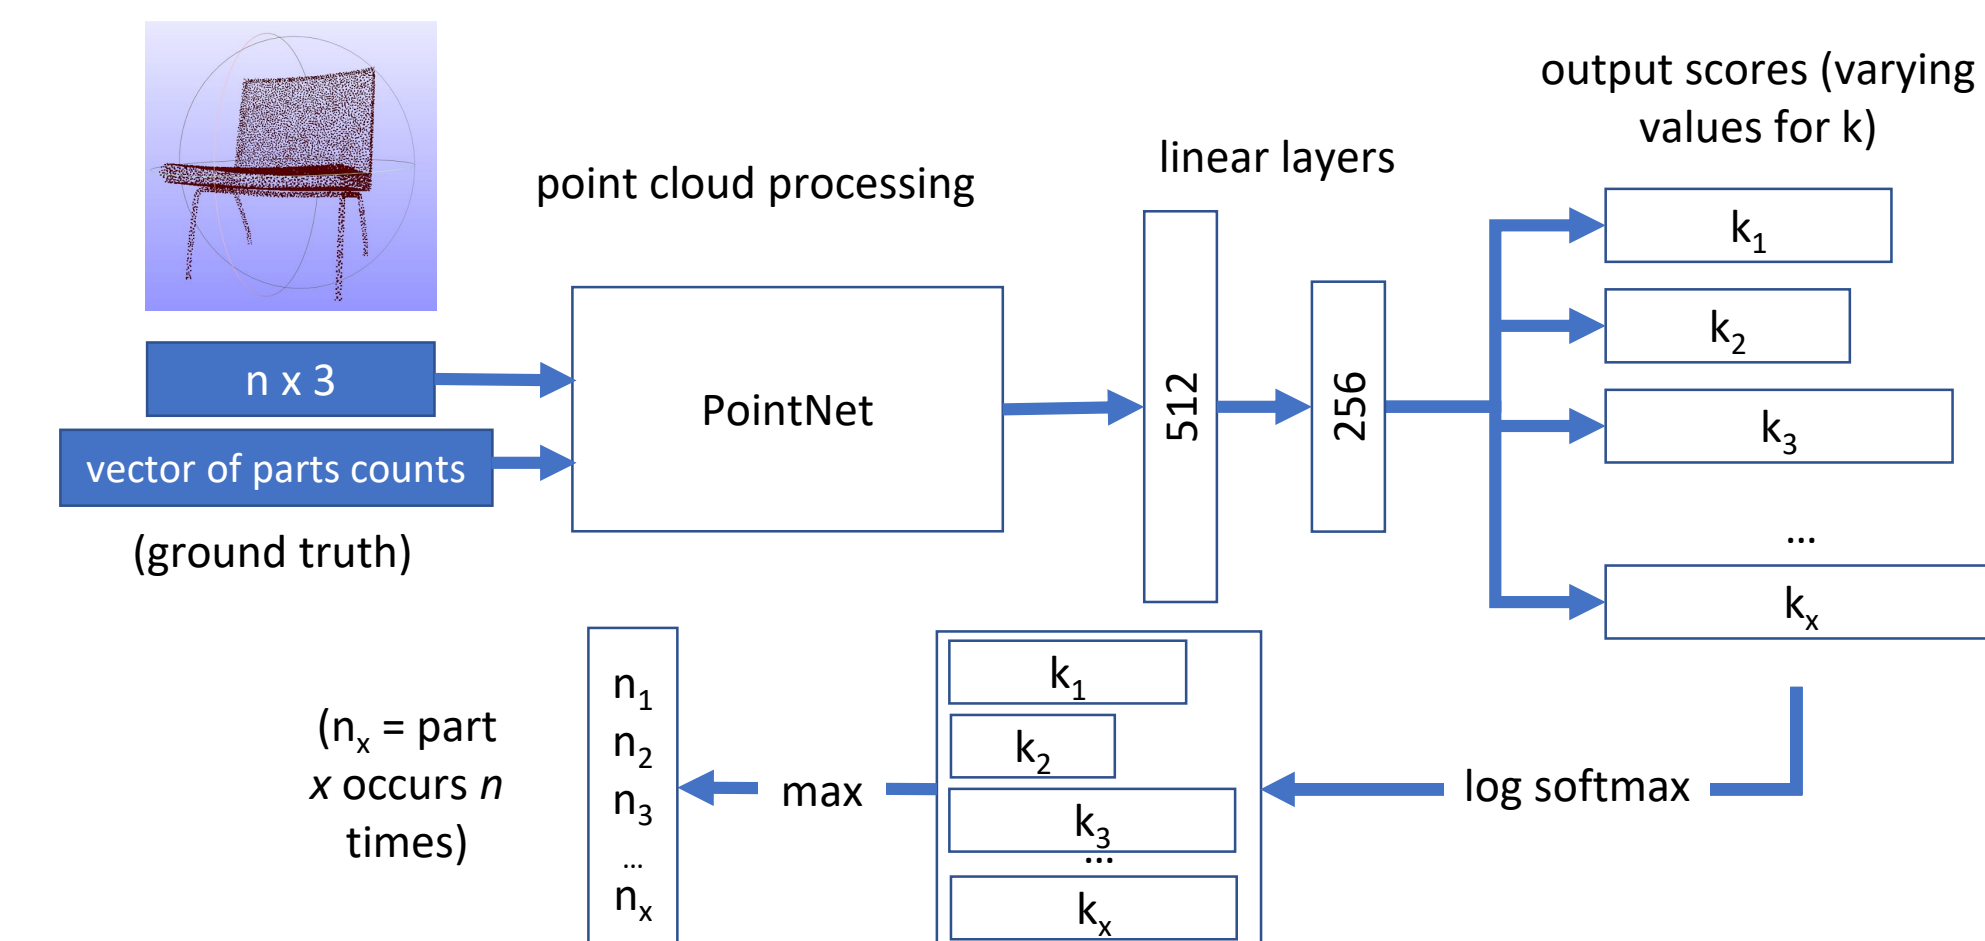 output scores (varying
values for k)
linear layers
point cloud processing
k₁
k₂
n x 3
PointNet
512
256
k₃
vector of parts counts
(ground truth)
...
kₓ
n₁
n₂
n₃
...
nₓ
(nₓ = part
x occurs n
times)
max
k₁
k₂
k₃
...
kₓ
log softmax